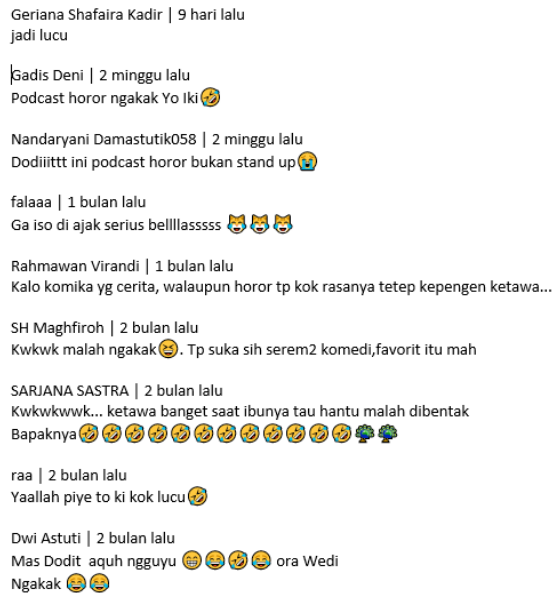 Geriana Shafaira Kadir | 9 hari lalu
jadi lucu
Gadis Deni | 2 minggu lalu
Podcast horor ngakak Yo Iki🤣
Nandaryani Damastutik058 | 2 minggu lalu
Dodiiittt ini podcast horor bukan stand up😭
falaaa | 1 bulan lalu
Ga iso di ajak serius bellllasssss 😹😹😹
Rahmawan Virandi | 1 bulan lalu
Kalo komika yg cerita, walaupun horor tp kok rasanya tetep kepengen ketawa...
SH Maghfiroh | 2 bulan lalu
Kwkwk malah ngakak😆. Tp suka sih serem2 komedi,favorit itu mah
SARJANA SASTRA | 2 bulan lalu
Kwkwkwwk... ketawa banget saat ibunya tau hantu malah dibentak
Bapaknya🤣🤣🤣🤣🤣🤣🤣🤣🤣🤣🤣🤣🦚🦚
raa | 2 bulan lalu
Yaallah piye to ki kok lucu🤣
Dwi Astuti | 2 bulan lalu
Mas Dodit  aquh ngguyu 😁😂🤣😂 ora Wedi
Ngakak 😂😂